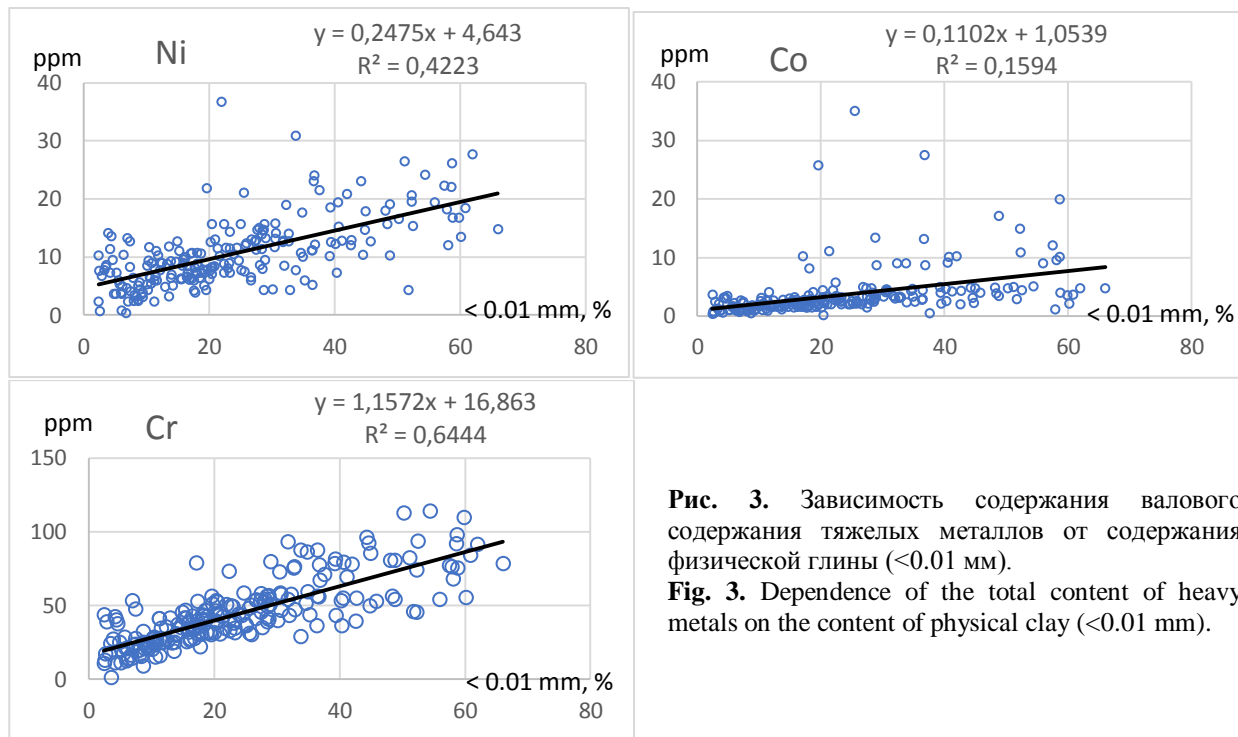 y = 0,2475x + 4,643
R² = 0,4223
ppm
Ni
40
30
20
10
0
< 0.01 mm, %
0 20 40 60 80
y = 0,1102x + 1,0539
R² = 0,1594
ppm
Co
40
30
20
10
0
< 0.01 mm, %
0 20 40 60 80
y = 1,1572x + 16,863
R² = 0,6444
ppm
Cr
150
100
50
0
< 0.01 mm, %
0 20 40 60 80
Рис. 3. Зависимость содержания валового
содержания тяжелых металлов от содержания
физической глины (<0.01 мм).
Fig. 3. Dependence of the total content of heavy
metals on the content of physical clay (<0.01 mm).